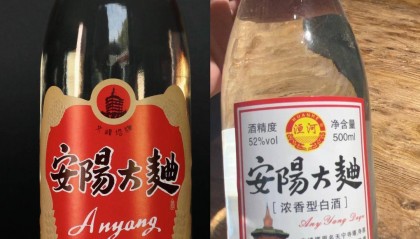 安陽大麯
Anyang
酒精度
52%vol
洹河
净含量
500ml
安陽大麯
[浓香型白酒]
Any Yang Daqu